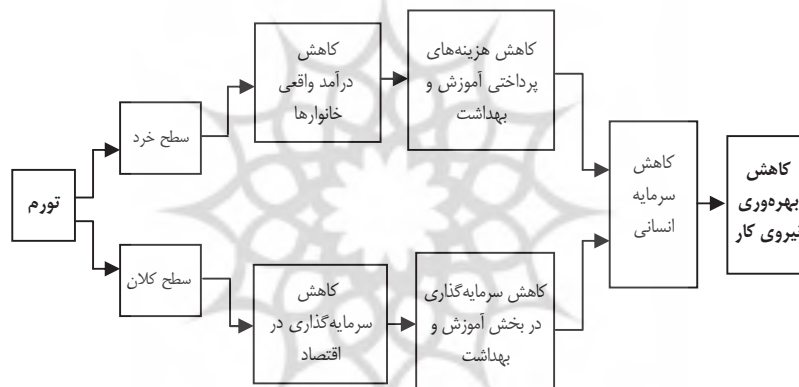 تورم
سطح خرد
کاهش
درآمد واقعی
خانوارها
کاهش هزینه‌های
پرداختی آموزش و
بهداشت
سطح کلان
کاهش
سرمایه‌گذاری در
اقتصاد
کاهش سرمایه‌گذاری
در بخش آموزش و
بهداشت
کاهش
سرمایه
انسانی
کاهش
بهره‌وری
نیروی کار